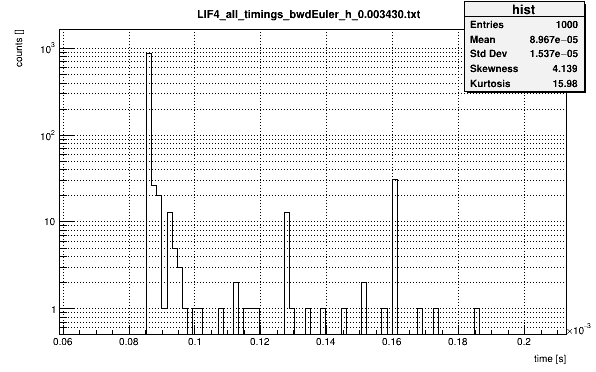 LIF4_all_timings_bwdEuler_h_0.003430.txt
hist
Entries 1000
Mean 8.967e−05
Std Dev 1.537e−05
Skewness 4.139
Kurtosis 15.98
counts []
10³
10²
10
1
0.06 0.08 0.1 0.12 0.14 0.16 0.18 0.2
×10⁻³
time [s]